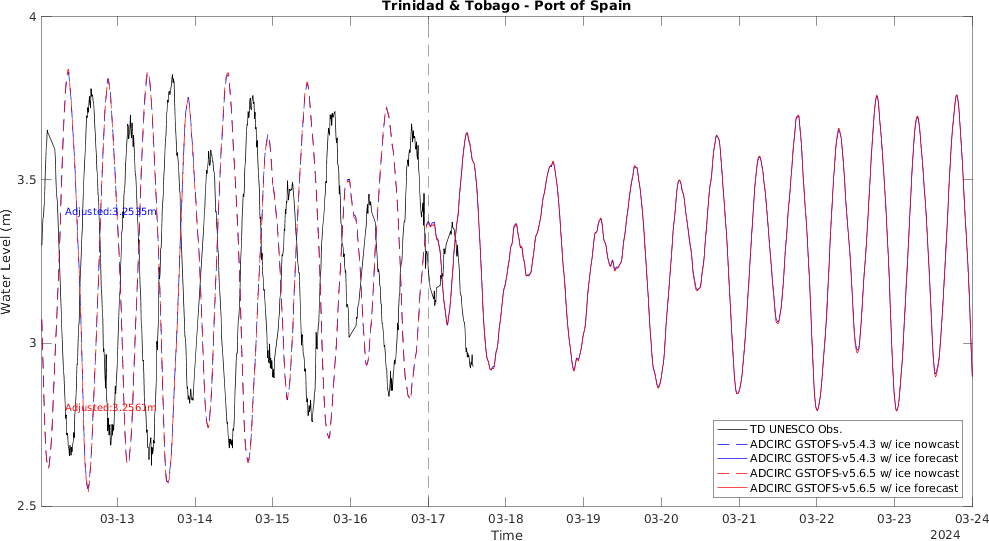 Trinidad & Tobago - Port of Spain
4
3.5
3
2.5
Water Level (m)
Adjusted:3.2535m
Adjusted:3.2561m
TD UNESCO Obs.
ADCIRC GSTOFS-v5.4.3 w/ ice nowcast
ADCIRC GSTOFS-v5.4.3 w/ ice forecast
ADCIRC GSTOFS-v5.6.5 w/ ice nowcast
ADCIRC GSTOFS-v5.6.5 w/ ice forecast
03-13 03-14 03-15 03-16 03-17 03-18 03-19 03-20 03-21 03-22 03-23 03-24
Time
2024